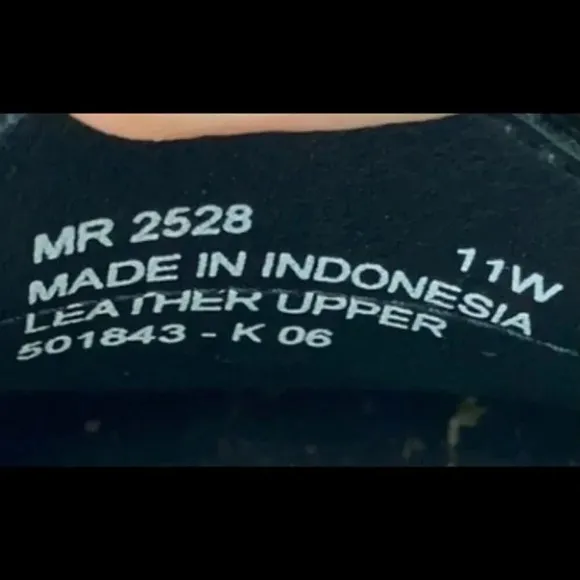 MR 2528
11W
MADE IN INDONESIA
LEATHER UPPER
501843 - K 06